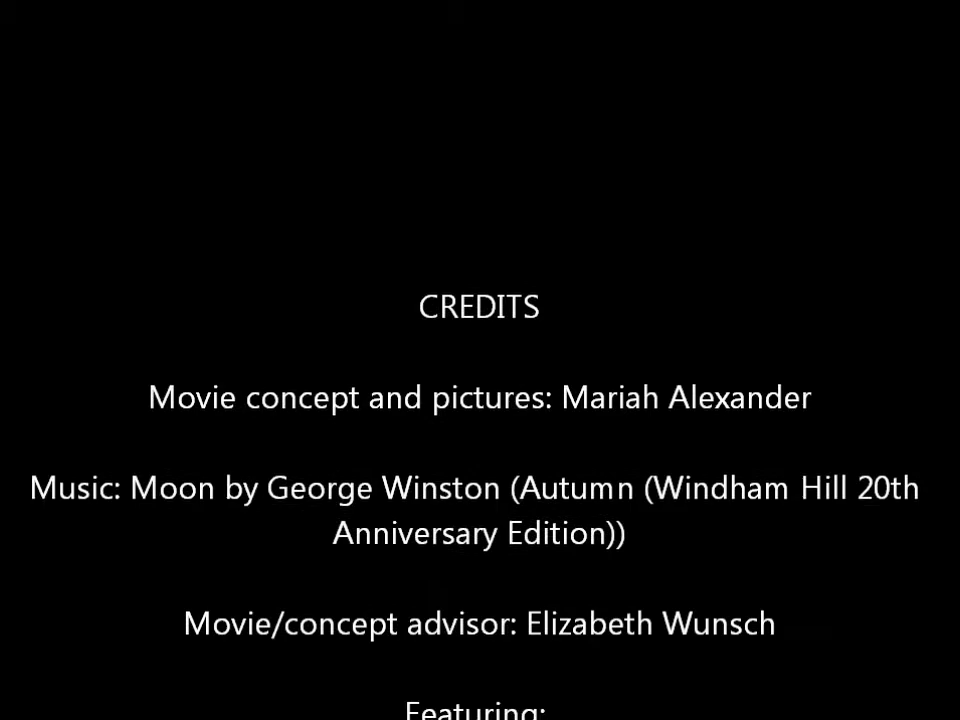 CREDITS
Movie concept and pictures: Mariah Alexander
Music: Moon by George Winston (Autumn (Windham Hill 20th
Anniversary Edition))
Movie/concept advisor: Elizabeth Wunsch
Featuring: